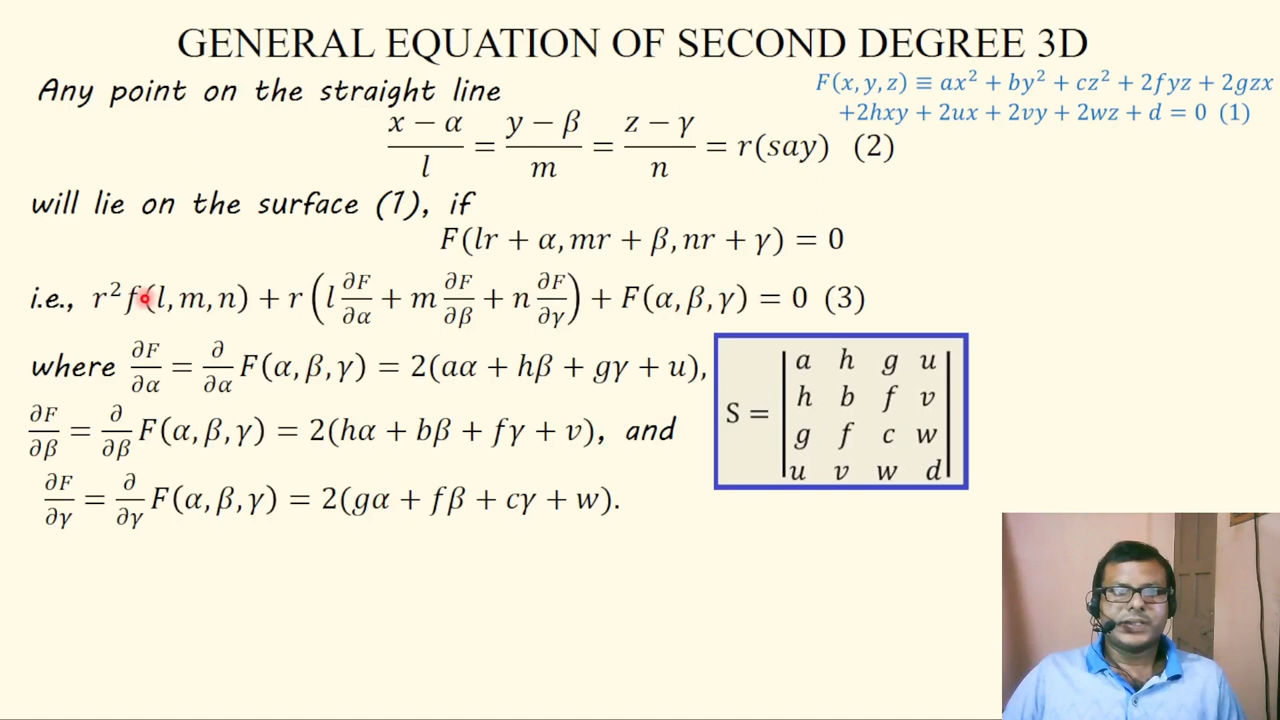 GENERAL EQUATION OF SECOND DEGREE 3D
Any point on the straight line
F(x, y, z) ≡ ax² + by² + cz² + 2fyz + 2gzx
+2hxy + 2ux + 2vy + 2wz + d = 0 (1)
(x − α)/l = (y − β)/m = (z − γ)/n = r(say) (2)
will lie on the surface (1), if
F(lr + α, mr + β, nr + γ) = 0
i.e., r² f(l, m, n) + r (l ∂F/∂α + m ∂F/∂β + n ∂F/∂γ) + F(α, β, γ) = 0 (3)
where ∂F/∂α = ∂/∂α F(α, β, γ) = 2(aα + hβ + gγ + u),
∂F/∂β = ∂/∂β F(α, β, γ) = 2(hα + bβ + fγ + v), and
∂F/∂γ = ∂/∂γ F(α, β, γ) = 2(gα + fβ + cγ + w).
S =
a h g u
h b f v
g f c w
u v w d